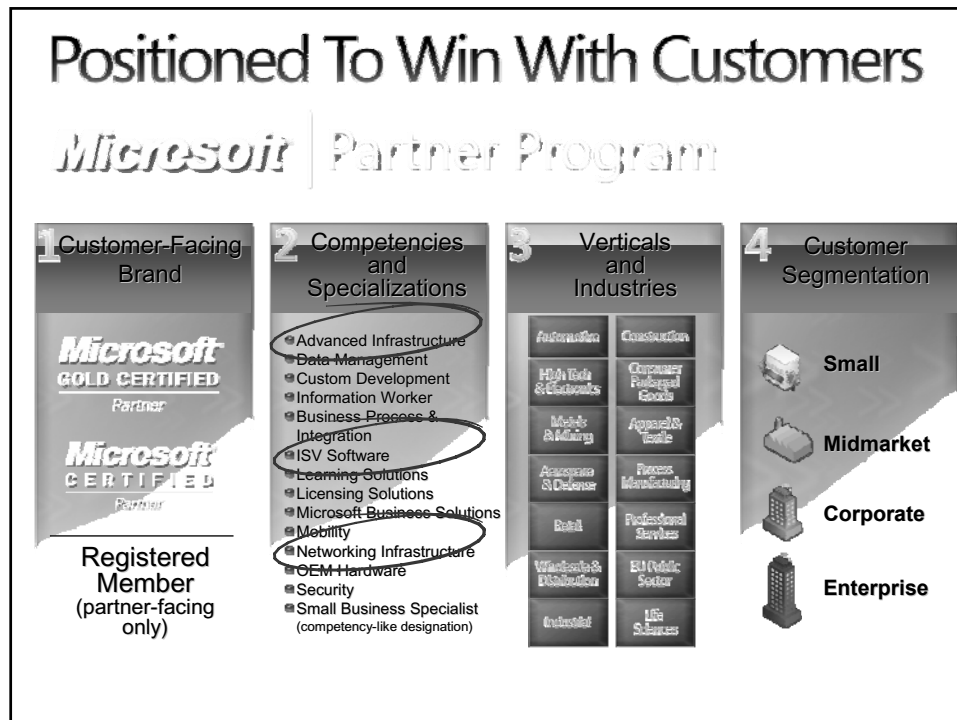 Positioned To Win With Customers
Microsoft | Partner Program
1 Customer-Facing
Brand
Microsoft
GOLD CERTIFIED
Partner
Microsoft
CERTIFIED
Partner
Registered
Member
(partner-facing
only)
2 Competencies
and
Specializations
Advanced Infrastructure
Data Management
Custom Development
Information Worker
Business Process &
Integration
ISV Software
Learning Solutions
Licensing Solutions
Microsoft Business Solutions
Mobility
Networking Infrastructure
OEM Hardware
Security
Small Business Specialist
(competency-like designation)
3 Verticals
and
Industries
Automotive
Construction
High Tech
& Electronics
Consumer
Packaged
Goods
Metals
& Mining
Apparel &
Textile
Aerospace
& Defense
Process
Manufacturing
Retail
Professional
Services
Wholesale &
Distribution
EU Public
Sector
Industrial
Life
Sciences
4 Customer
Segmentation
Small
Midmarket
Corporate
Enterprise